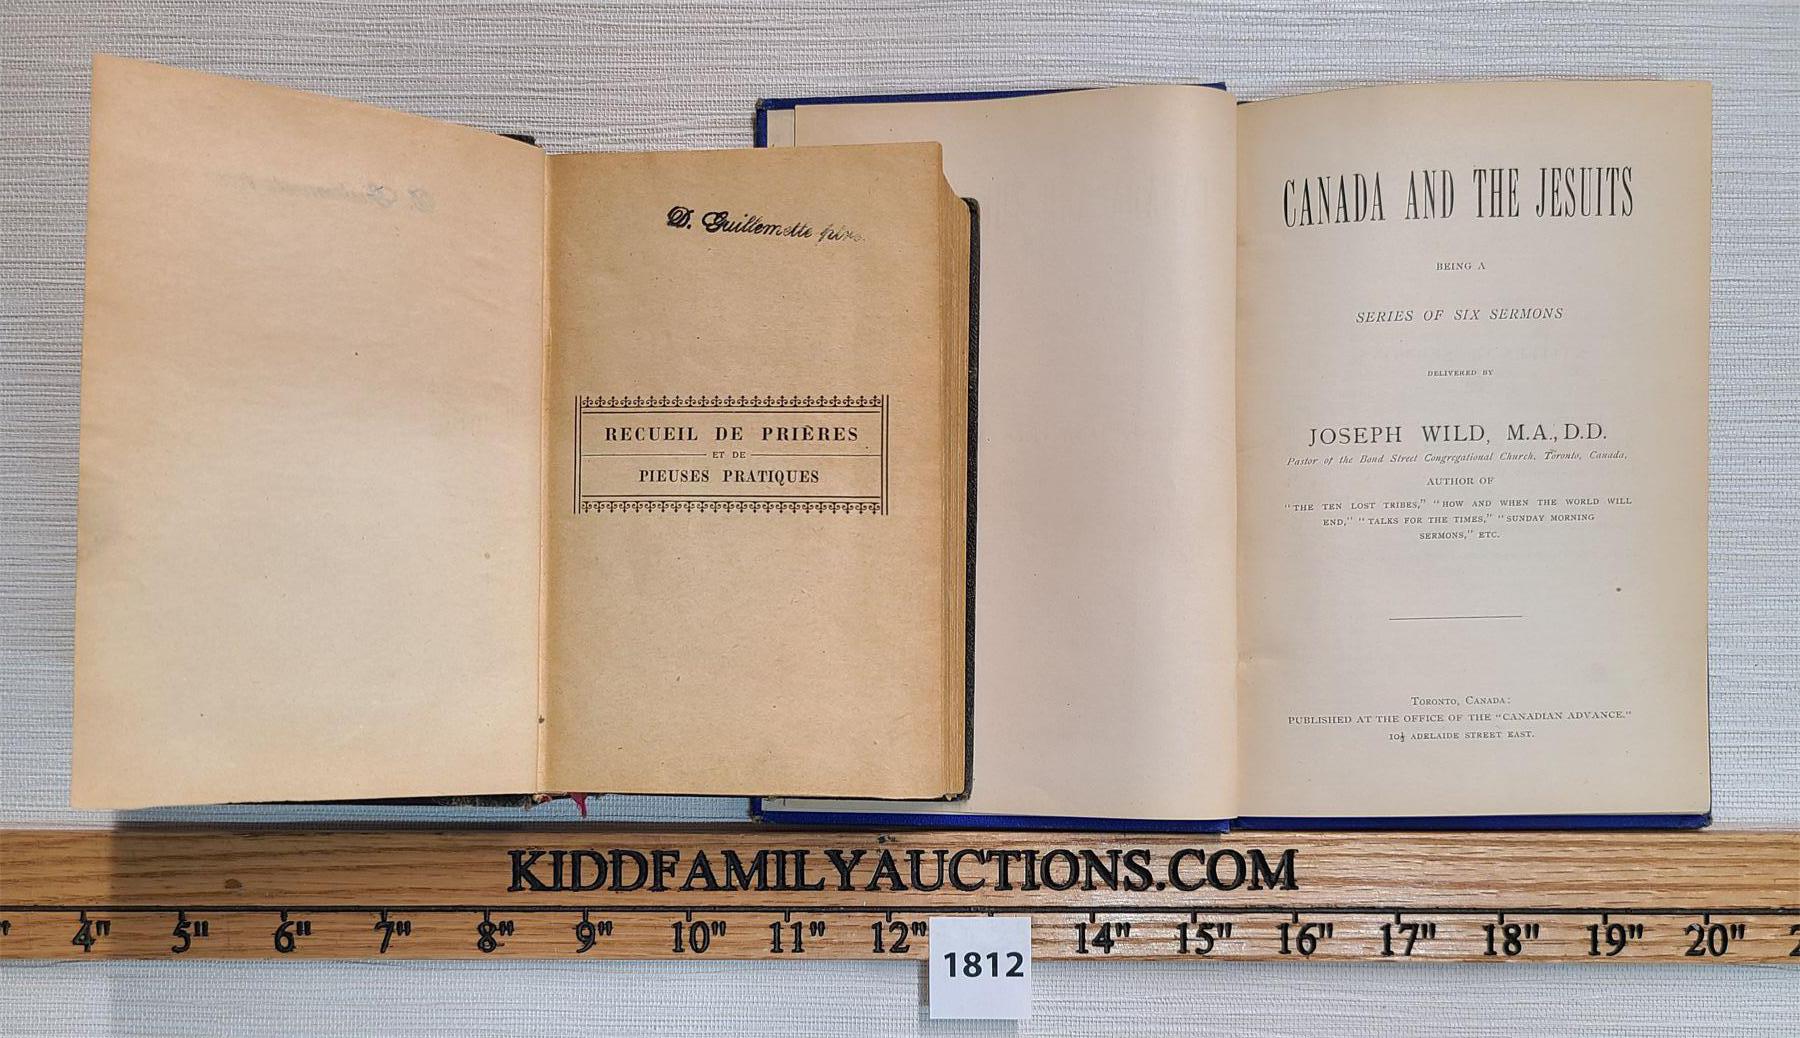 D. Guillemette ptre.
RECUEIL DE PRIÈRES
ET DE
PIEUSES PRATIQUES
CANADA AND THE JESUITS
BEING A
SERIES OF SIX SERMONS
DELIVERED BY
JOSEPH WILD, M.A., D.D.
Pastor of the Bond Street Congregational Church, Toronto, Canada,
AUTHOR OF
"THE TEN LOST TRIBES," "HOW AND WHEN THE WORLD WILL
END," "TALKS FOR THE TIMES," "SUNDAY MORNING
SERMONS," ETC.
TORONTO, CANADA:
PUBLISHED AT THE OFFICE OF THE "CANADIAN ADVANCE."
10½ ADELAIDE STREET EAST.
KIDDFAMILYAUCTIONS.COM
4" 5" 6" 7" 8" 9" 10" 11" 12" 14" 15" 16" 17" 18" 19" 20"
1812